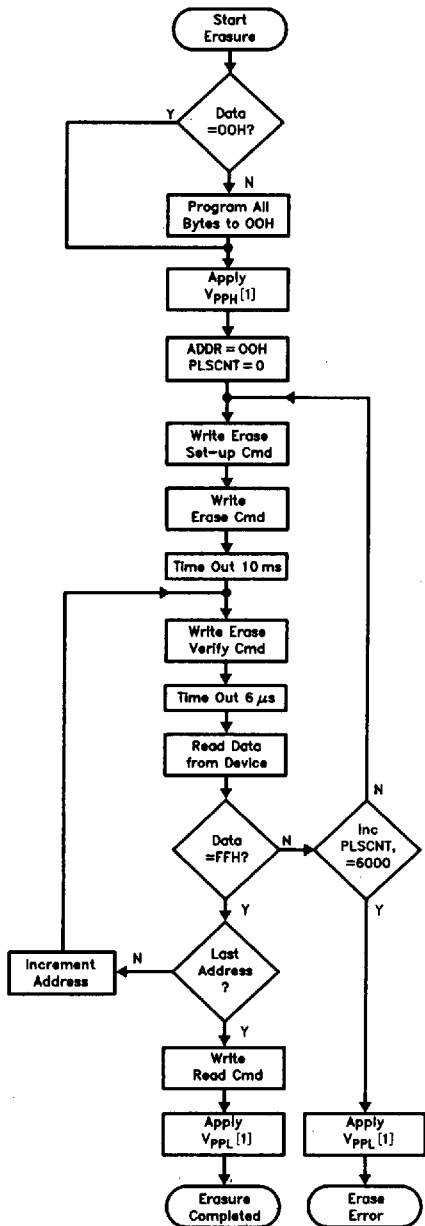 Start
Erasure
Data
=00H?
Y
N
Program All
Bytes to 00H
Apply
VPPH[1]
ADDR=00H
PLSCNT=0
Write Erase
Set-up Cmd
Write
Erase Cmd
Time Out 10 ms
Write Erase
Verify Cmd
Time Out 6 μs
Read Data
from Device
Data
=FFH?
N
Y
Inc
PLSCNT,
=6000
N
Y
Last
Address
?
N
Y
Increment
Address
Write
Read Cmd
Apply
VPPL[1]
Apply
VPPL[1]
Erasure
Completed
Erase
Error